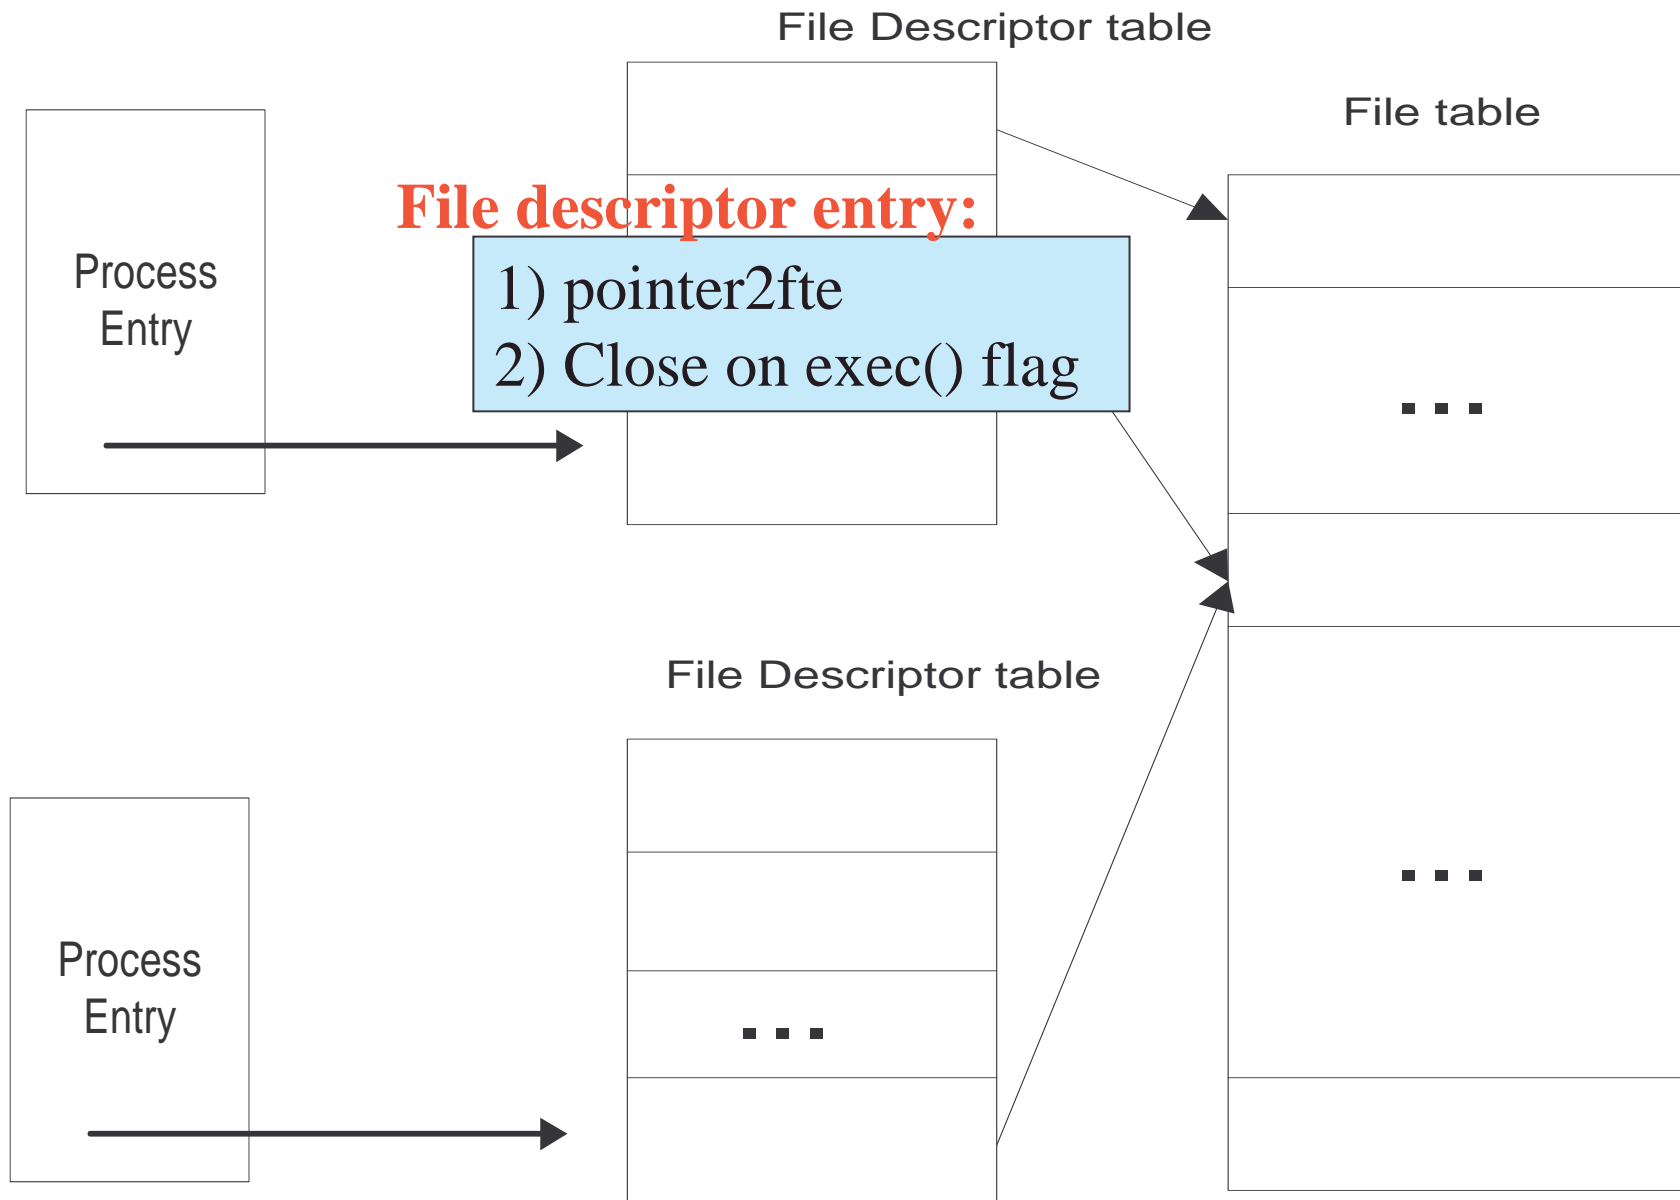 File Descriptor table
File table
File descriptor entry:
Process
Entry
1) pointer2fte
2) Close on exec() flag
...
File Descriptor table
...
Process
Entry
...